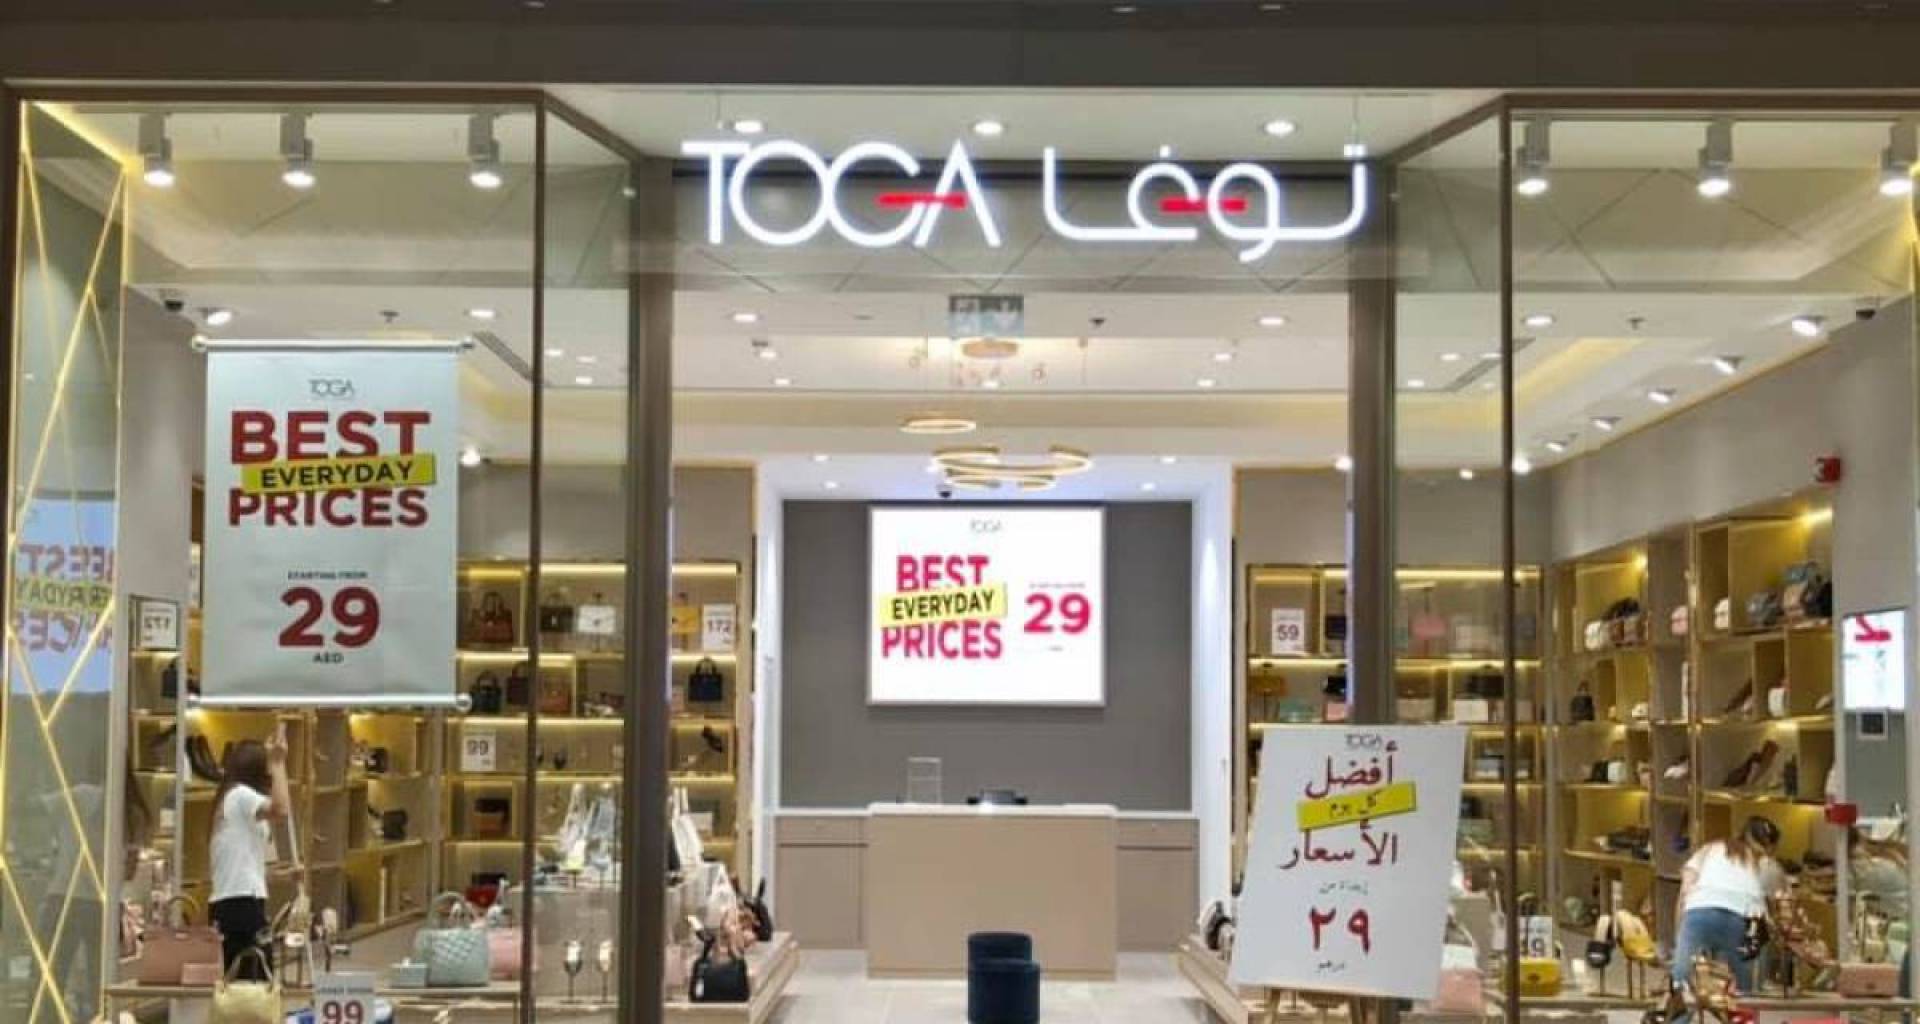 TOGA توغا
TOGA
BEST
EVERYDAY
PRICES
STARTING FROM
29
AED
TOGA
BEST
EVERYDAY
PRICES
29
172
99
59
99
TOGA
أفضل
كل يوم
الأسعار
٢٩
درهم